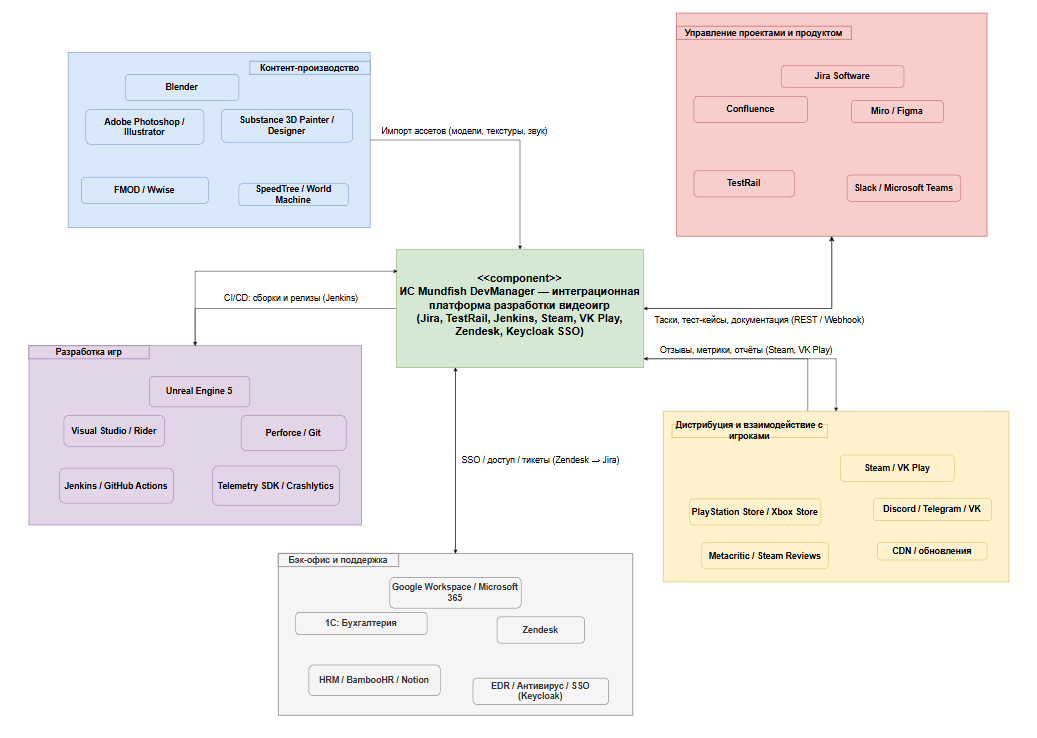 Контент-производство
Blender
Adobe Photoshop /
Illustrator
Substance 3D Painter /
Designer
FMOD / Wwise
SpeedTree / World
Machine
Импорт ассетов (модели, текстуры, звук)
Управление проектами и продуктом
Jira Software
Confluence
Miro / Figma
TestRail
Slack / Microsoft Teams
<<component>>
ИС Mundfish DevManager — интеграционная
платформа разработки видеоигр
(Jira, TestRail, Jenkins, Steam, VK Play,
Zendesk, Keycloak SSO)
CI/CD: сборки и релизы (Jenkins)
Таски, тест-кейсы, документация (REST / Webhook)
Отзывы, метрики, отчёты (Steam, VK Play)
Разработка игр
Unreal Engine 5
Visual Studio / Rider
Perforce / Git
Jenkins / GitHub Actions
Telemetry SDK / Crashlytics
SSO / доступ / тикеты (Zendesk → Jira)
Дистрибуция и взаимодействие с
игроками
Steam / VK Play
PlayStation Store / Xbox Store
Discord / Telegram / VK
Metacritic / Steam Reviews
CDN / обновления
Бэк-офис и поддержка
Google Workspace / Microsoft
365
1С: Бухгалтерия
Zendesk
HRM / BambooHR / Notion
EDR / Антивирус / SSO
(Keycloak)